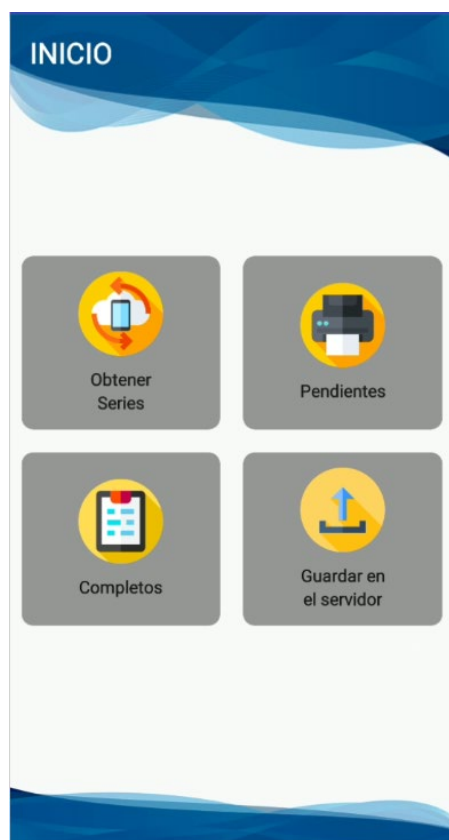 INICIO
Obtener
Series
Pendientes
Completos
Guardar en
el servidor